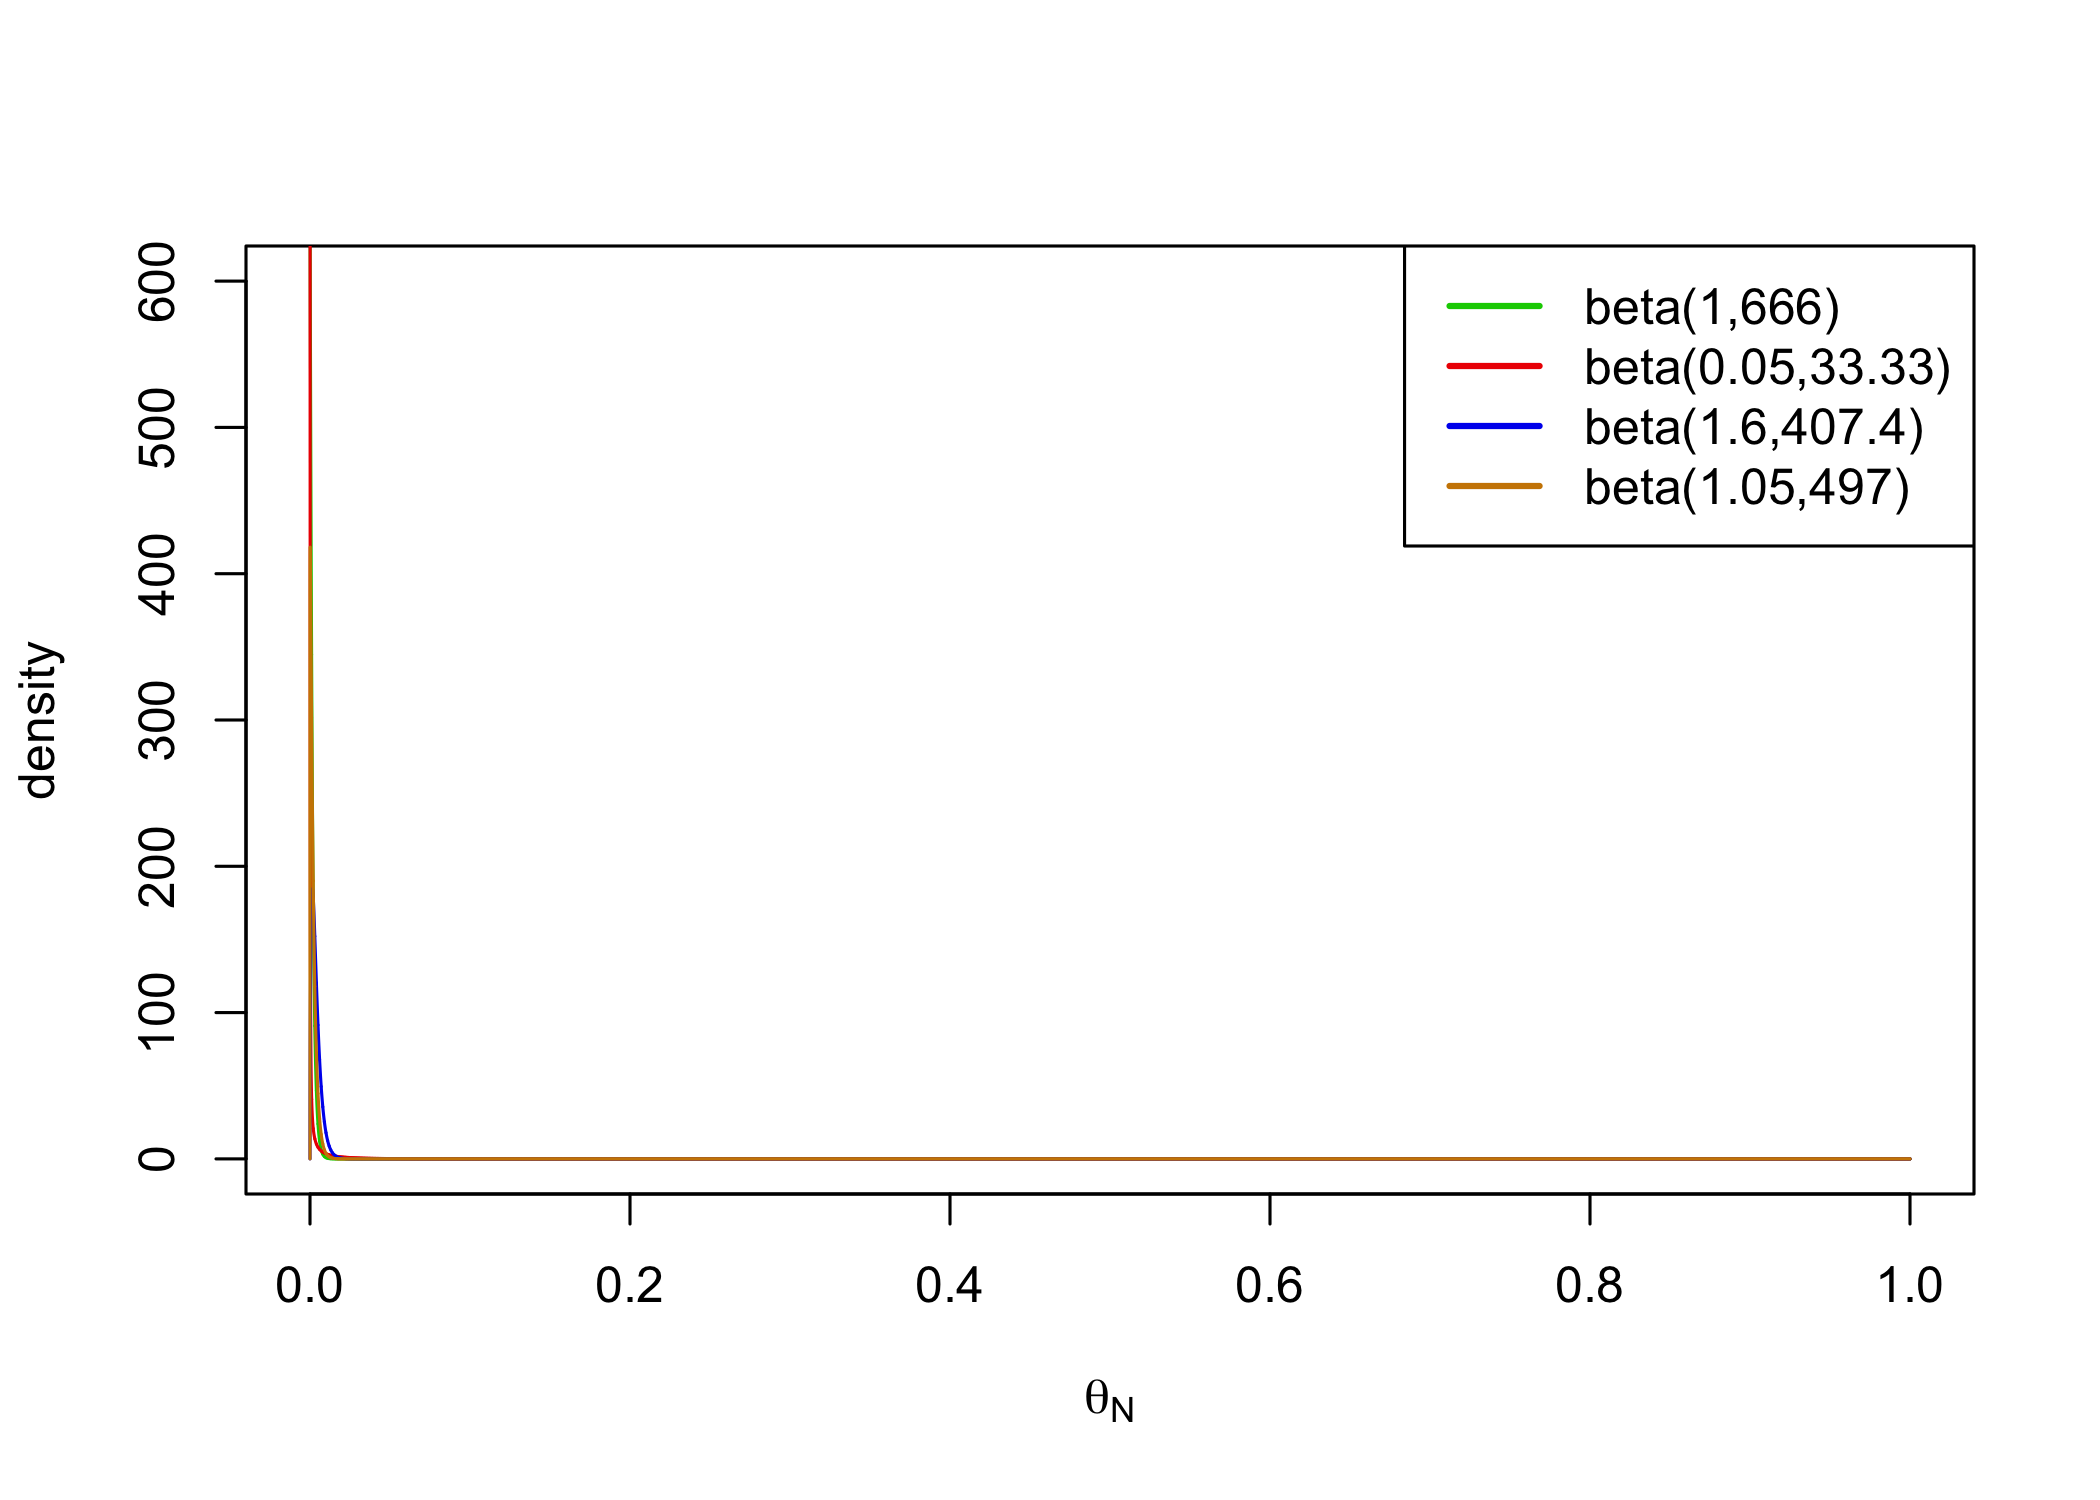 600
500
400
300
200
100
0
density
beta(1,666)
beta(0.05,33.33)
beta(1.6,407.4)
beta(1.05,497)
0.0 0.2 0.4 0.6 0.8 1.0
θN